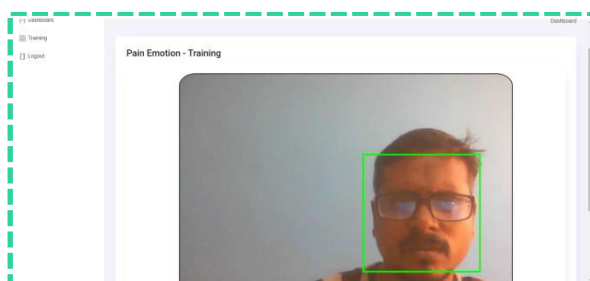 Dashboard
Dashboard
Training
Logout
Pain Emotion - Training